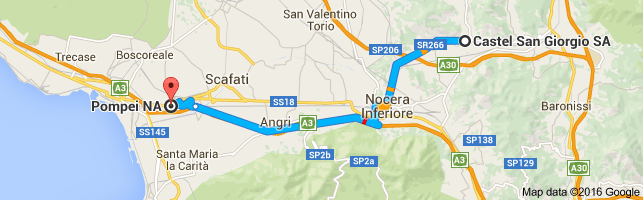 San Valentino
Torio
Castel San Giorgio SA
SP206
SR266
Trecase
Boscoreale
A30
A30
A3
Scafati
Pompei NA
SS18
Nocera
Inferiore
Baronissi
SS145
Angri
A3
SP138
Santa Maria
la Carità
SP2b
SP2a
A3
SP129
Map data ©2016 Google